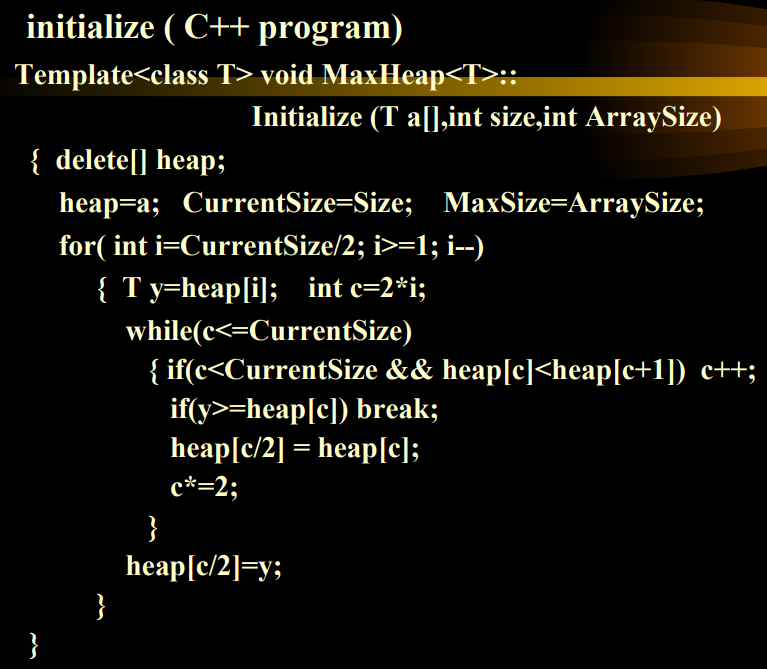 initialize ( C++ program)
Template<class T> void MaxHeap<T>::
Initialize (T a[],int size,int ArraySize)
{ delete[] heap;
heap=a; CurrentSize=Size; MaxSize=ArraySize;
for( int i=CurrentSize/2; i>=1; i--)
{ T y=heap[i]; int c=2*i;
while(c<=CurrentSize)
{ if(c<CurrentSize && heap[c]<heap[c+1]) c++;
if(y>=heap[c]) break;
heap[c/2] = heap[c];
c*=2;
}
heap[c/2]=y;
}
}